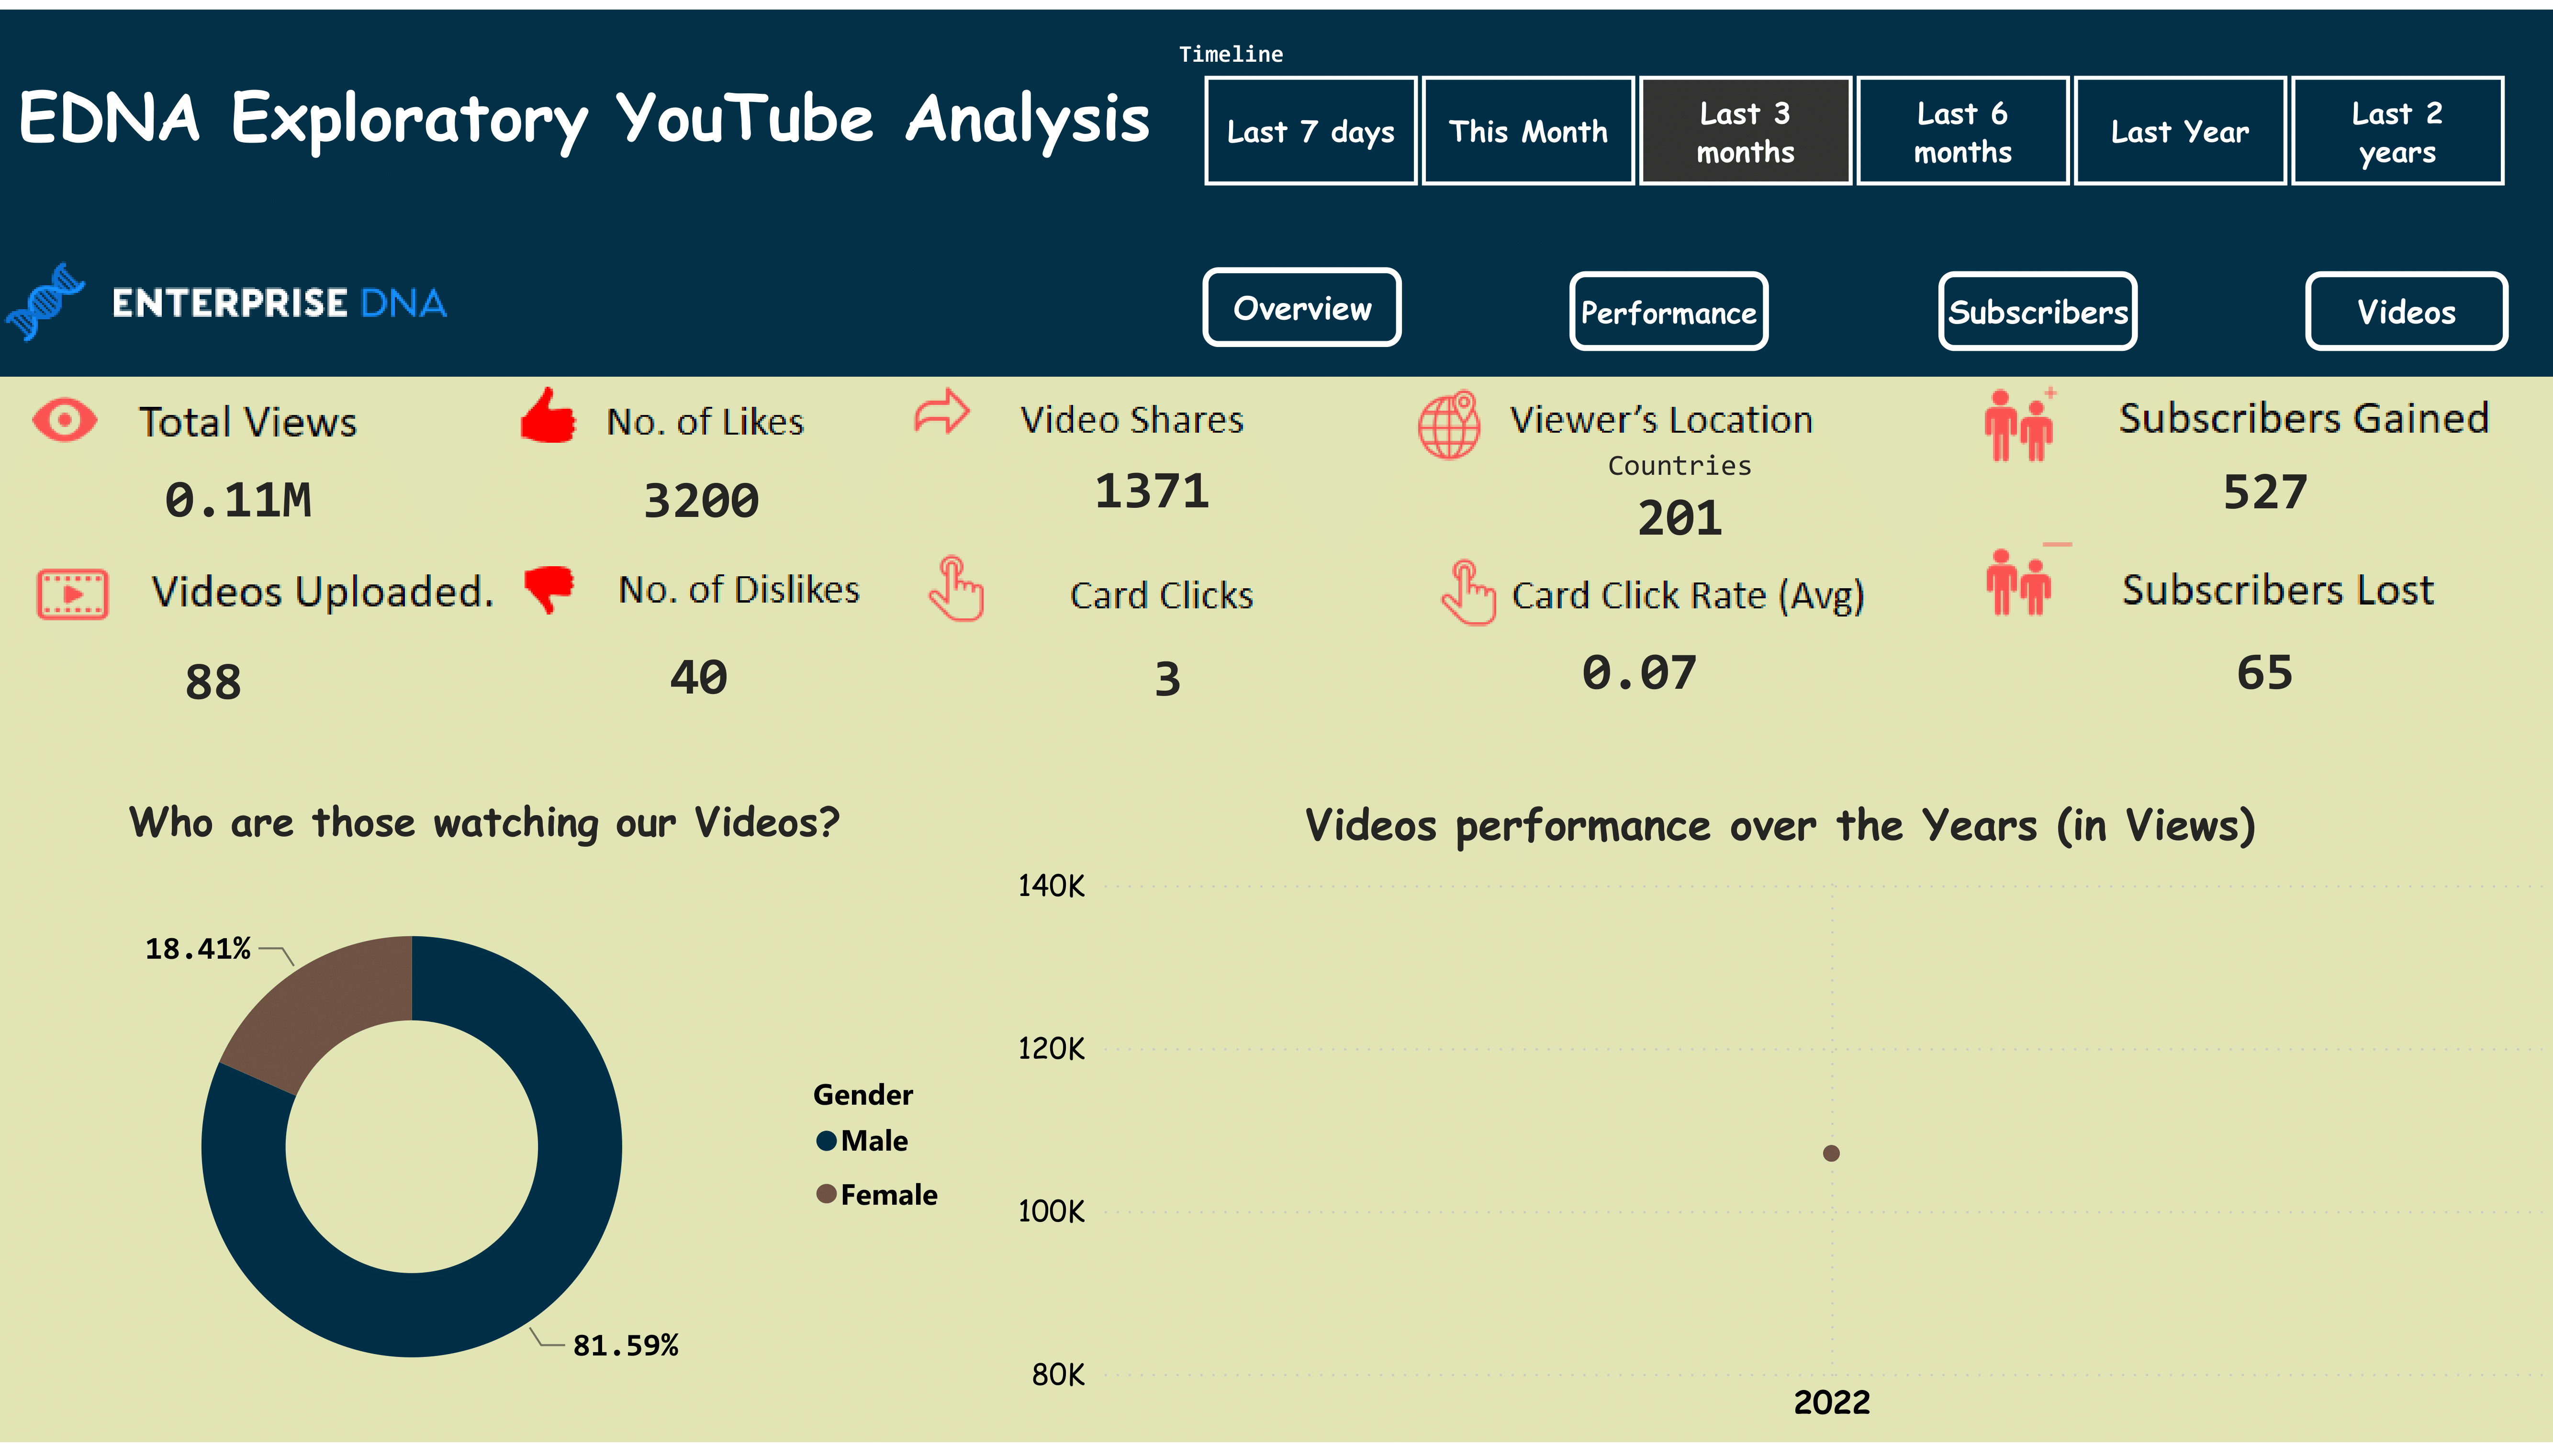 Timeline
EDNA Exploratory YouTube Analysis
Last 7 days
This Month
Last 3
months
Last 6
months
Last Year
Last 2
years
ENTERPRISE DNA
Overview
Performance
Subscribers
Videos
Total Views
0.11M
No. of Likes
3200
Video Shares
1371
Viewer's Location
Countries
201
Subscribers Gained
527
Videos Uploaded.
88
No. of Dislikes
40
Card Clicks
3
Card Click Rate (Avg)
0.07
Subscribers Lost
65
Who are those watching our Videos?
18.41%
81.59%
Gender
Male
Female
Videos performance over the Years (in Views)
140K
120K
100K
80K
2022